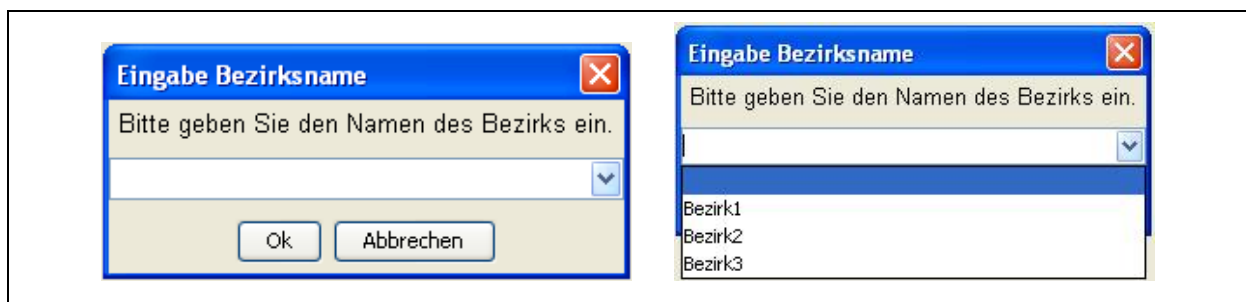 Eingabe Bezirksname
Bitte geben Sie den Namen des Bezirks ein.
Ok Abbrechen
Eingabe Bezirksname
Bitte geben Sie den Namen des Bezirks ein.
Bezirk1
Bezirk2
Bezirk3